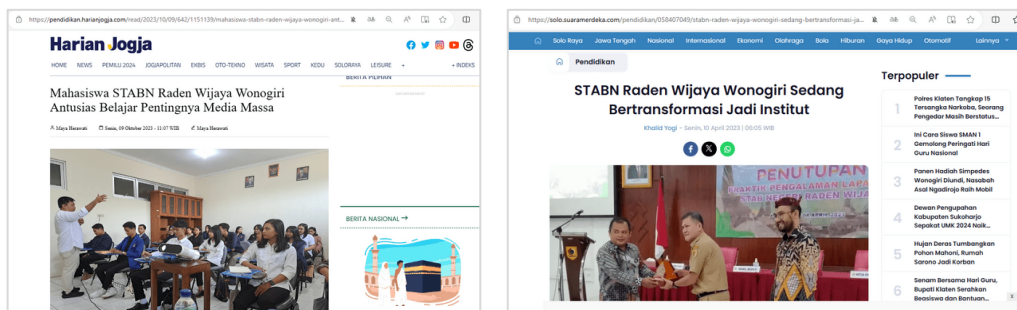 https://pendidikan.harianjogja.com/read/2023/10/09/642/1151139/mahasiswa-stabn-raden-wijaya-wonogiri-ant...
Harian Jogja
HOME NEWS PEMILU 2024 JOGJAPOLITAN EKBIS OTO-TEKNO WISATA SPORT KEDU SOLORAYA LEISURE + + INDEKS
BERITA PILIHAN
Mahasiswa STABN Raden Wijaya Wonogiri
Antusias Belajar Pentingnya Media Massa
Maya Herawati Senin, 09 Oktober 2023 - 11:07 WIB Maya Herawati
BERITA NASIONAL
https://solo.suaramerdeka.com/pendidikan/058407049/stabn-raden-wijaya-wonogiri-sedang-bertransformasi-ja...
Solo Raya Jawa Tengah Nasional Internasional Ekonomi Olahraga Bola Hiburan Gaya Hidup Otomotif Lainnya
Pendidikan
STABN Raden Wijaya Wonogiri Sedang
Bertransformasi Jadi Institut
Khalid Yogi - Senin, 10 April 2023 | 06:05 WIB
PENUTUPAN
PRAKTIK PENGALAMAN LAPA
STAB NEGERI RADEN WIJA
Terpopuler
1 Polres Klaten Tangkap 15
Tersangka Narkoba, Seorang
Pengedar Masih Berstatus...
2 Ini Cara Siswa SMAN 1
Gemolong Peringati Hari
Guru Nasional
3 Panen Hadiah Simpedes
Wonogiri Diundi, Nasabah
Asal Ngadirojo Raih Mobil
4 Dewan Pengupahan
Kabupaten Sukoharjo
Sepakat UMK 2024 Naik...
5 Hujan Deras Tumbangkan
Pohon Mahoni, Rumah
Sarono Jadi Korban
6 Senam Bersama Hari Guru,
Bupati Klaten Serahkan
Beasiswa dan Bantuan...